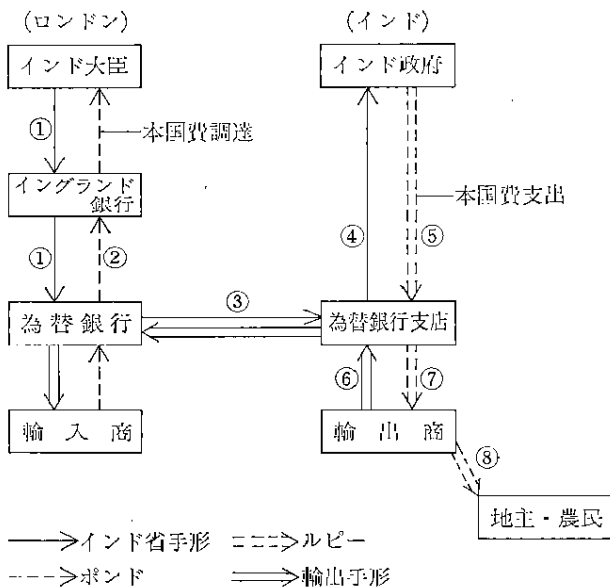 (ロンドン) (インド)
インド大臣 インド政府
① 本国費調達
イングランド
銀行 本国費支出
① ② ④ ⑤
③
為替銀行 為替銀行支店
⑥ ⑦
輸入商 輸出商
⑧
地主・農民
インド省手形 ルピー
ポンド 輸出手形